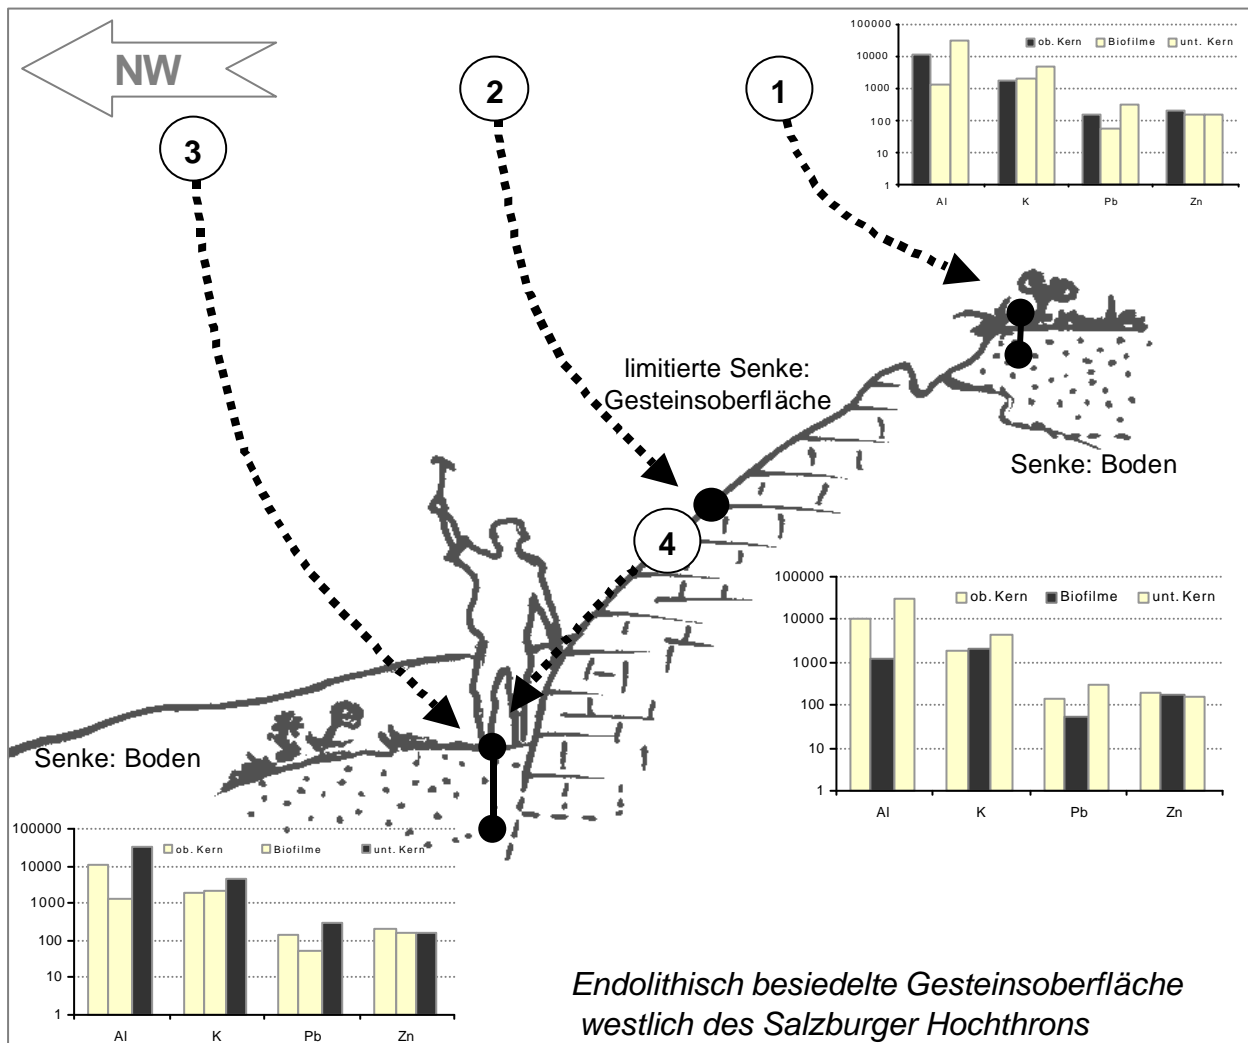 NW
3
2
1
100000
10000
1000
100
10
1
ob. Kern Biofilme unt. Kern
Al K Pb Zn
limitierte Senke:
Gesteinsoberfläche
Senke: Boden
4
100000
10000
1000
100
10
1
ob. Kern Biofilme unt. Kern
Al K Pb Zn
Senke: Boden
100000
10000
1000
100
10
1
ob. Kern Biofilme unt. Kern
Al K Pb Zn
Endolithisch besiedelte Gesteinsoberfläche
westlich des Salzburger Hochthrons